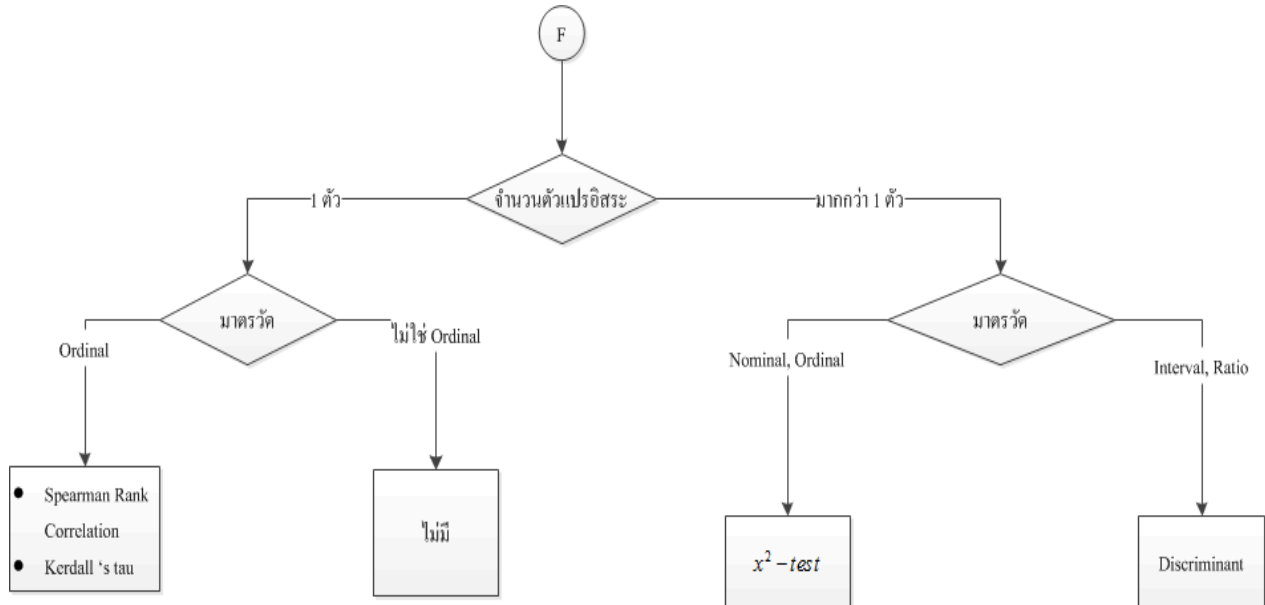 F
จำนวนตัวแปรอิสระ
1 ตัว
มากกว่า 1 ตัว
มาตรวัด
มาตรวัด
Ordinal
ไม่ใช่ Ordinal
Nominal, Ordinal
Interval, Ratio
• Spearman Rank
Correlation
• Kerdall ‘s tau
ไม่มี
x² – test
Discriminant